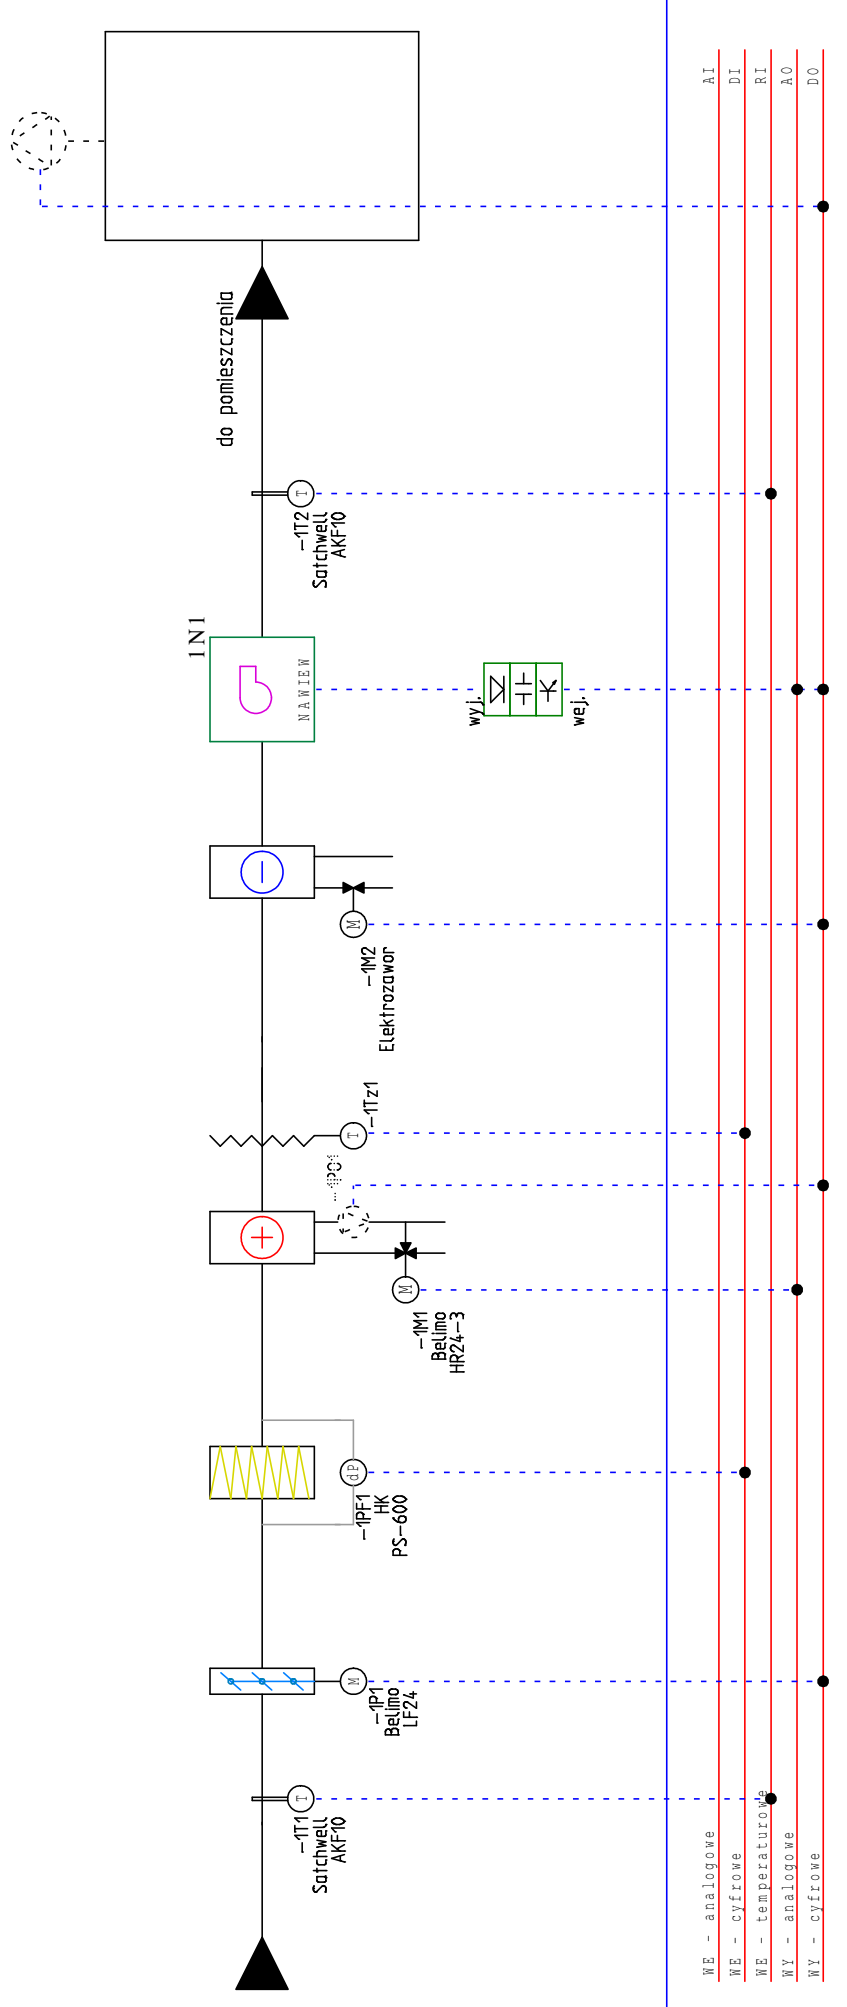 T
-1T1
Satchwell
AKF10
M
-1P1
Belimo
LF24
dP
-1PF1
HK
PS-600
M
-1M1
Belimo
HR24-3
-1PO1
T
-1Tz1
M
-1M2
Elektrozawor
1N1
NAWIEW
wyj.
wej.
T
-1T2
Satchwell
AKF10
do pomieszczenia
WE - analogowe AI
WE - cyfrowe DI
WE - temperaturowe RI
WY - analogowe AO
WY - cyfrowe DO